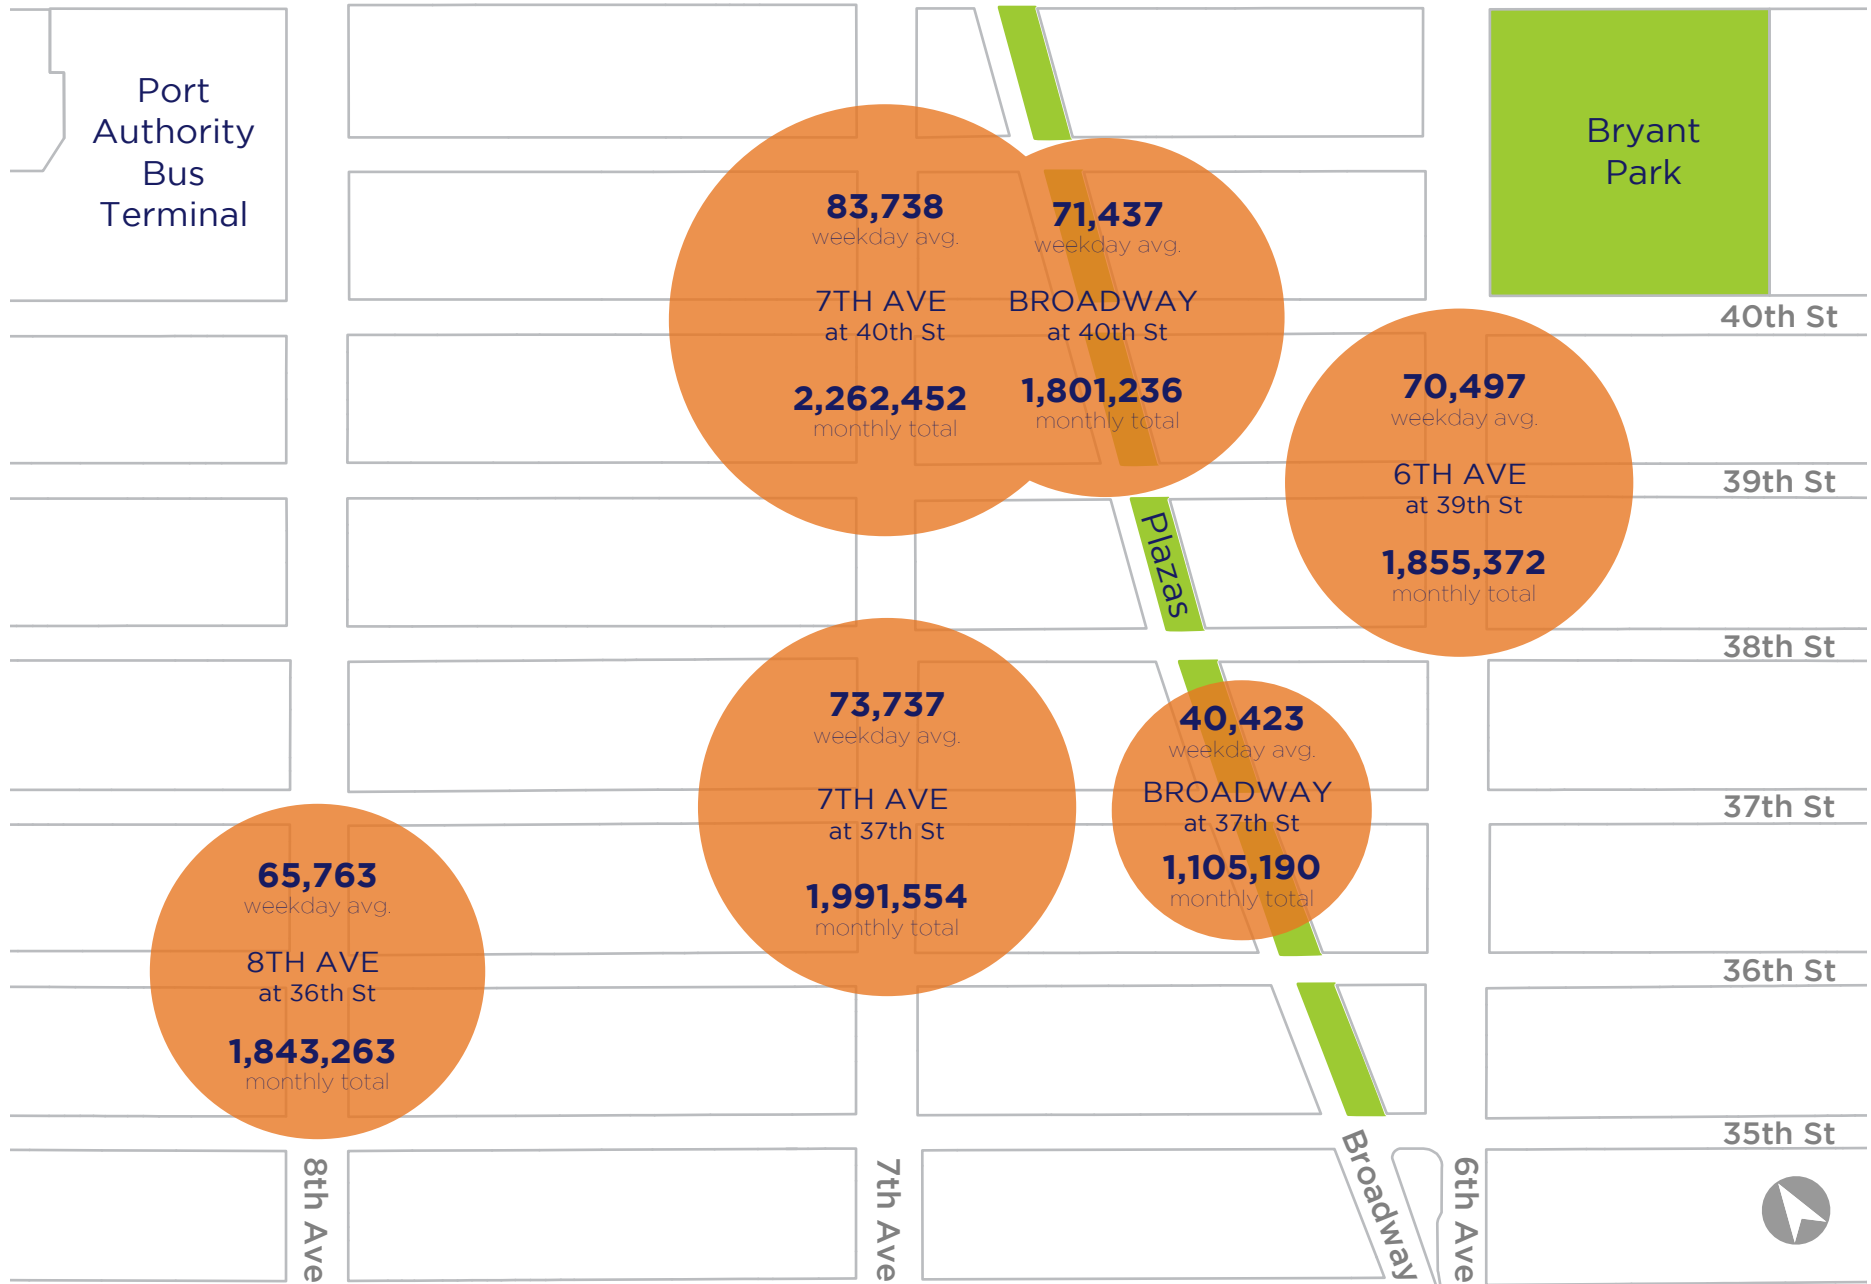 Port
Authority
Bus
Terminal
Bryant
Park
83,738
weekday avg.
7TH AVE
at 40th St
2,262,452
monthly total
71,437
weekday avg.
BROADWAY
at 40th St
1,801,236
monthly total
40th St
70,497
weekday avg.
6TH AVE
at 39th St
1,855,372
monthly total
39th St
Plazas
38th St
73,737
weekday avg.
7TH AVE
at 37th St
1,991,554
monthly total
40,423
weekday avg.
BROADWAY
at 37th St
1,105,190
monthly total
37th St
65,763
weekday avg.
8TH AVE
at 36th St
1,843,263
monthly total
36th St
35th St
8th Ave
7th Ave
Broadway
6th Ave